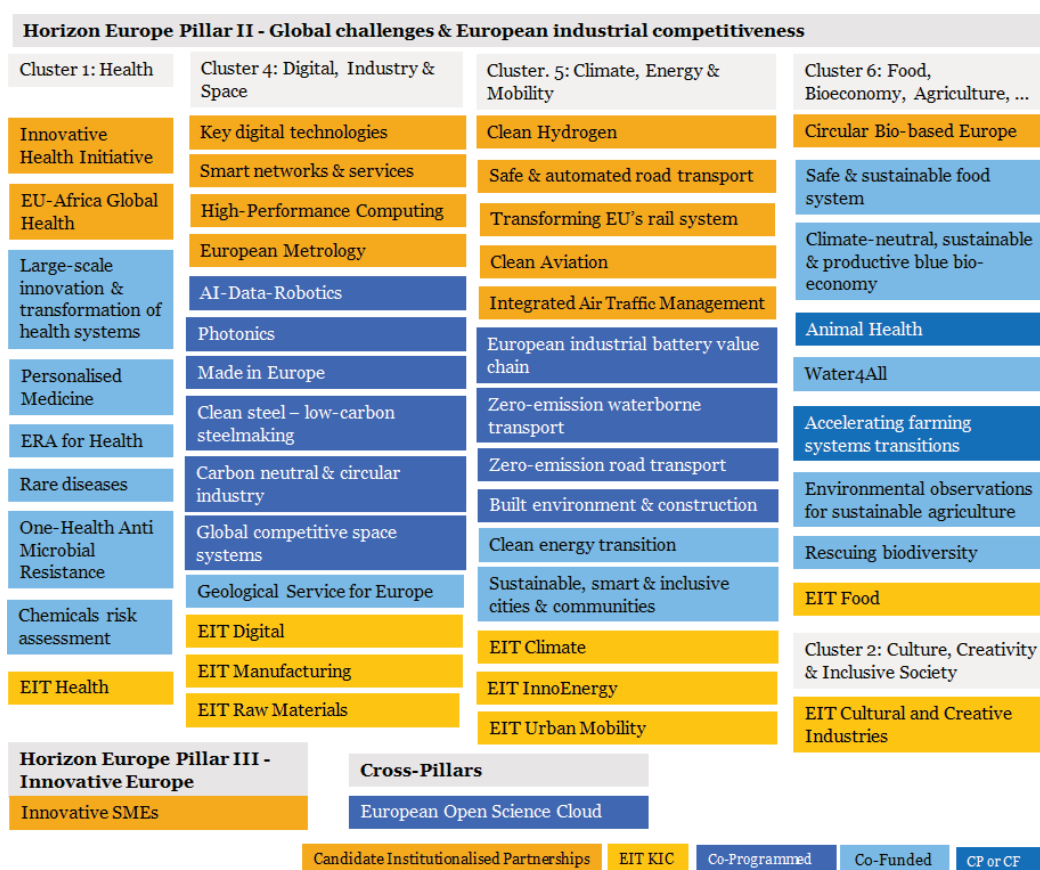 Horizon Europe Pillar II - Global challenges & European industrial competitiveness
Cluster 1: Health
Innovative
Health Initiative
EU-Africa Global
Health
Large-scale
innovation &
transformation of
health systems
Personalised
Medicine
ERA for Health
Rare diseases
One-Health Anti
Microbial
Resistance
Chemicals risk
assessment
EIT Health
Cluster 4: Digital, Industry &
Space
Key digital technologies
Smart networks & services
High-Performance Computing
European Metrology
AI-Data-Robotics
Photonics
Made in Europe
Clean steel – low-carbon
steelmaking
Carbon neutral & circular
industry
Global competitive space
systems
Geological Service for Europe
EIT Digital
EIT Manufacturing
EIT Raw Materials
Cluster. 5: Climate, Energy &
Mobility
Clean Hydrogen
Safe & automated road transport
Transforming EU's rail system
Clean Aviation
Integrated Air Traffic Management
European industrial battery value
chain
Zero-emission waterborne
transport
Zero-emission road transport
Built environment & construction
Clean energy transition
Sustainable, smart & inclusive
cities & communities
EIT Climate
EIT InnoEnergy
EIT Urban Mobility
Cluster 6: Food,
Bioeconomy, Agriculture, ...
Circular Bio-based Europe
Safe & sustainable food
system
Climate-neutral, sustainable
& productive blue bio-
economy
Animal Health
Water4All
Accelerating farming
systems transitions
Environmental observations
for sustainable agriculture
Rescuing biodiversity
EIT Food
Cluster 2: Culture, Creativity
& Inclusive Society
EIT Cultural and Creative
Industries
Horizon Europe Pillar III -
Innovative Europe
Innovative SMEs
Cross-Pillars
European Open Science Cloud
Candidate Institutionalised Partnerships
EIT KIC
Co-Programmed
Co-Funded
CP or CF